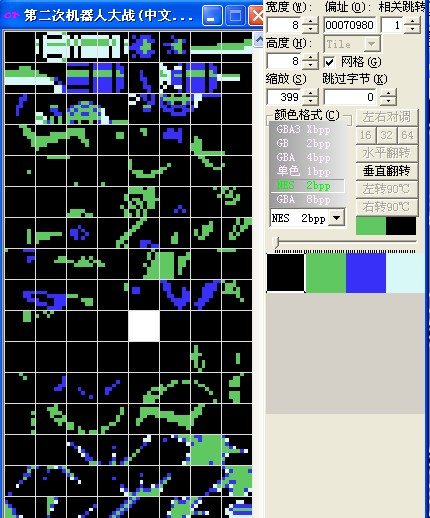 CT 第二次机器人大战(中文...
宽度(W): 偏址(O): 相关跳转
8 00070980 1
高度(H):
8 Tile
网格(G)
缩放(S) 跳过字节(K)
399 0
颜色格式(C)
GBA3 Xbpp
GB 2bpp
GBA 4bpp
单色 1bpp
NES 2bpp
GBA 8bpp
NES 2bpp
左右对调
16 32 64
水平翻转
垂直翻转
左转90℃
右转90℃